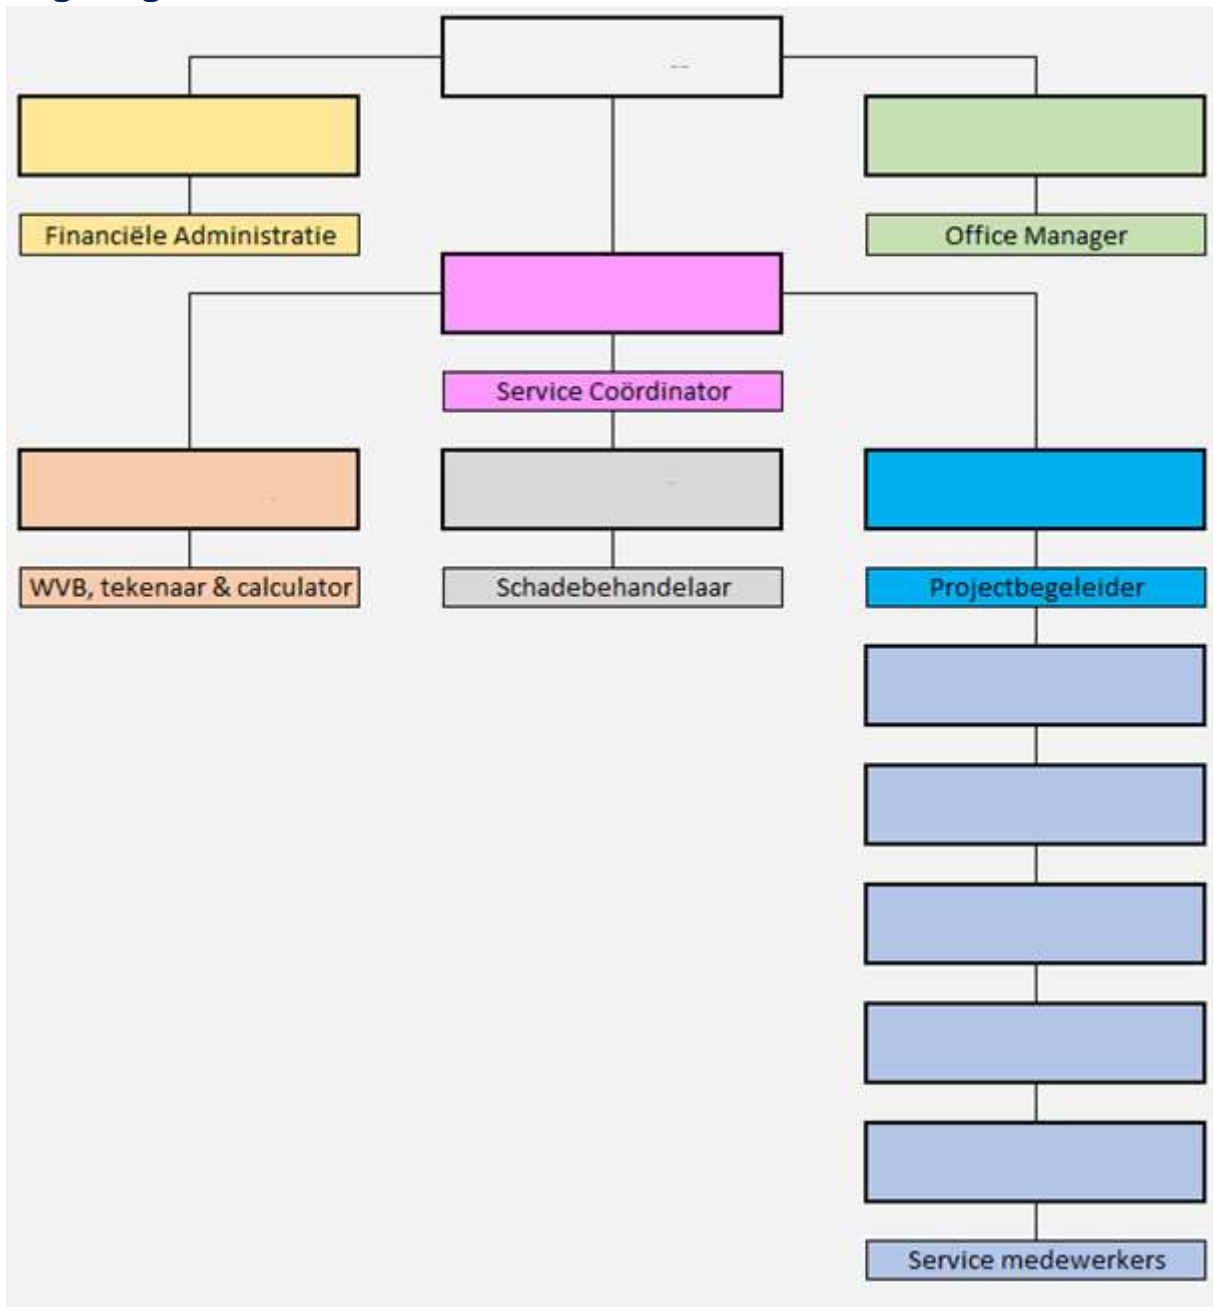 Financiële Administratie
Office Manager
Service Coördinator
WVB, tekenaar & calculator
Schadebehandelaar
Projectbegeleider
Service medewerkers